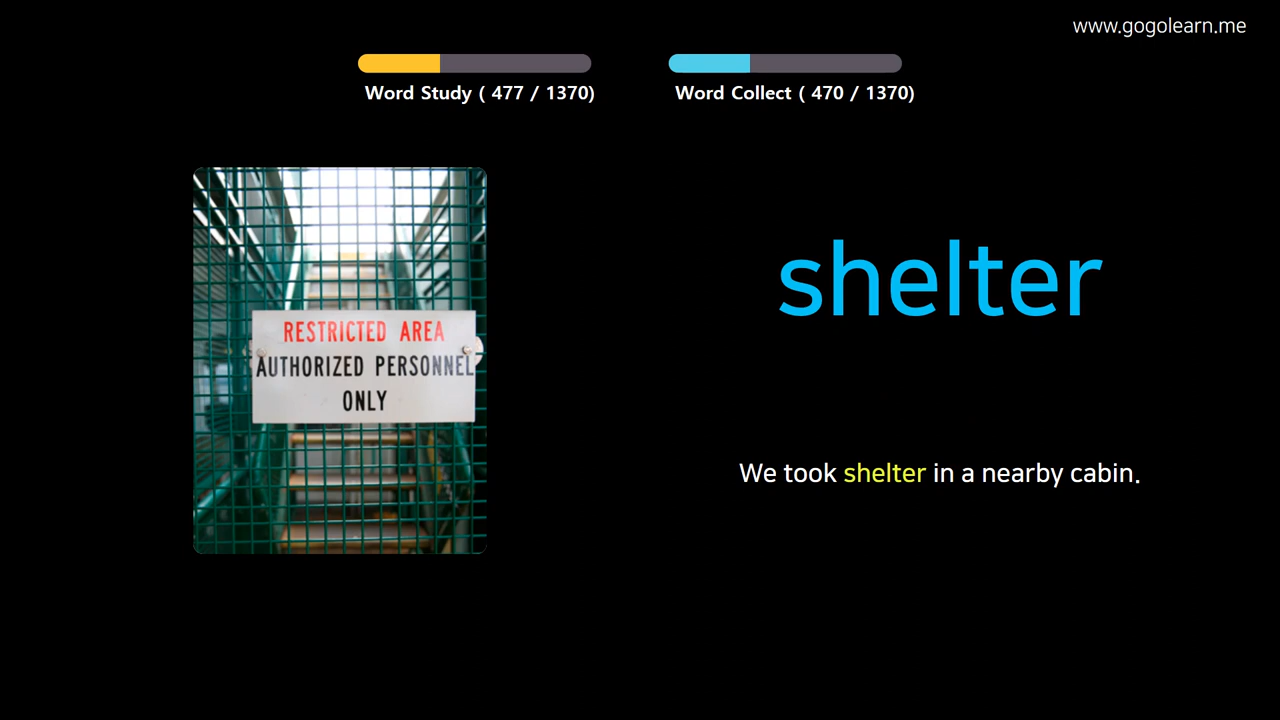 www.gogolearn.me
Word Study ( 477 / 1370)
Word Collect ( 470 / 1370)
RESTRICTED AREA
AUTHORIZED PERSONNEL
ONLY
shelter
We took shelter in a nearby cabin.